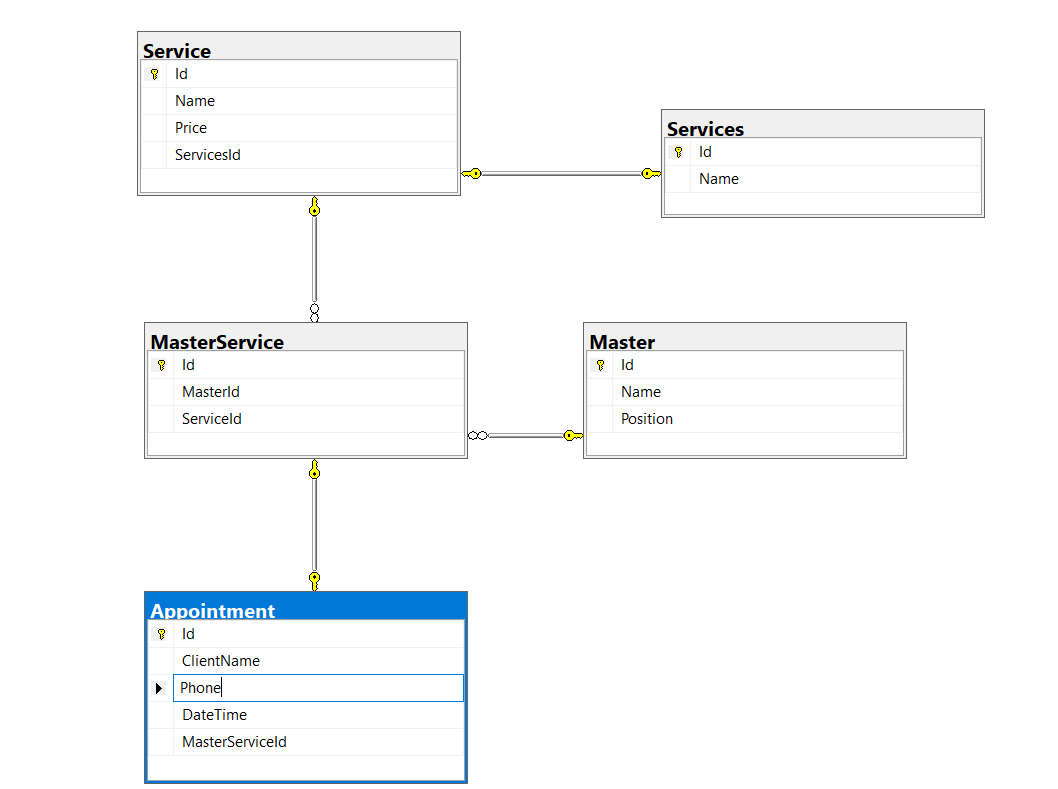 Service
Id
Name
Price
ServicesId
Services
Id
Name
MasterService
Id
MasterId
ServiceId
Master
Id
Name
Position
Appointment
Id
ClientName
Phone
DateTime
MasterServiceId